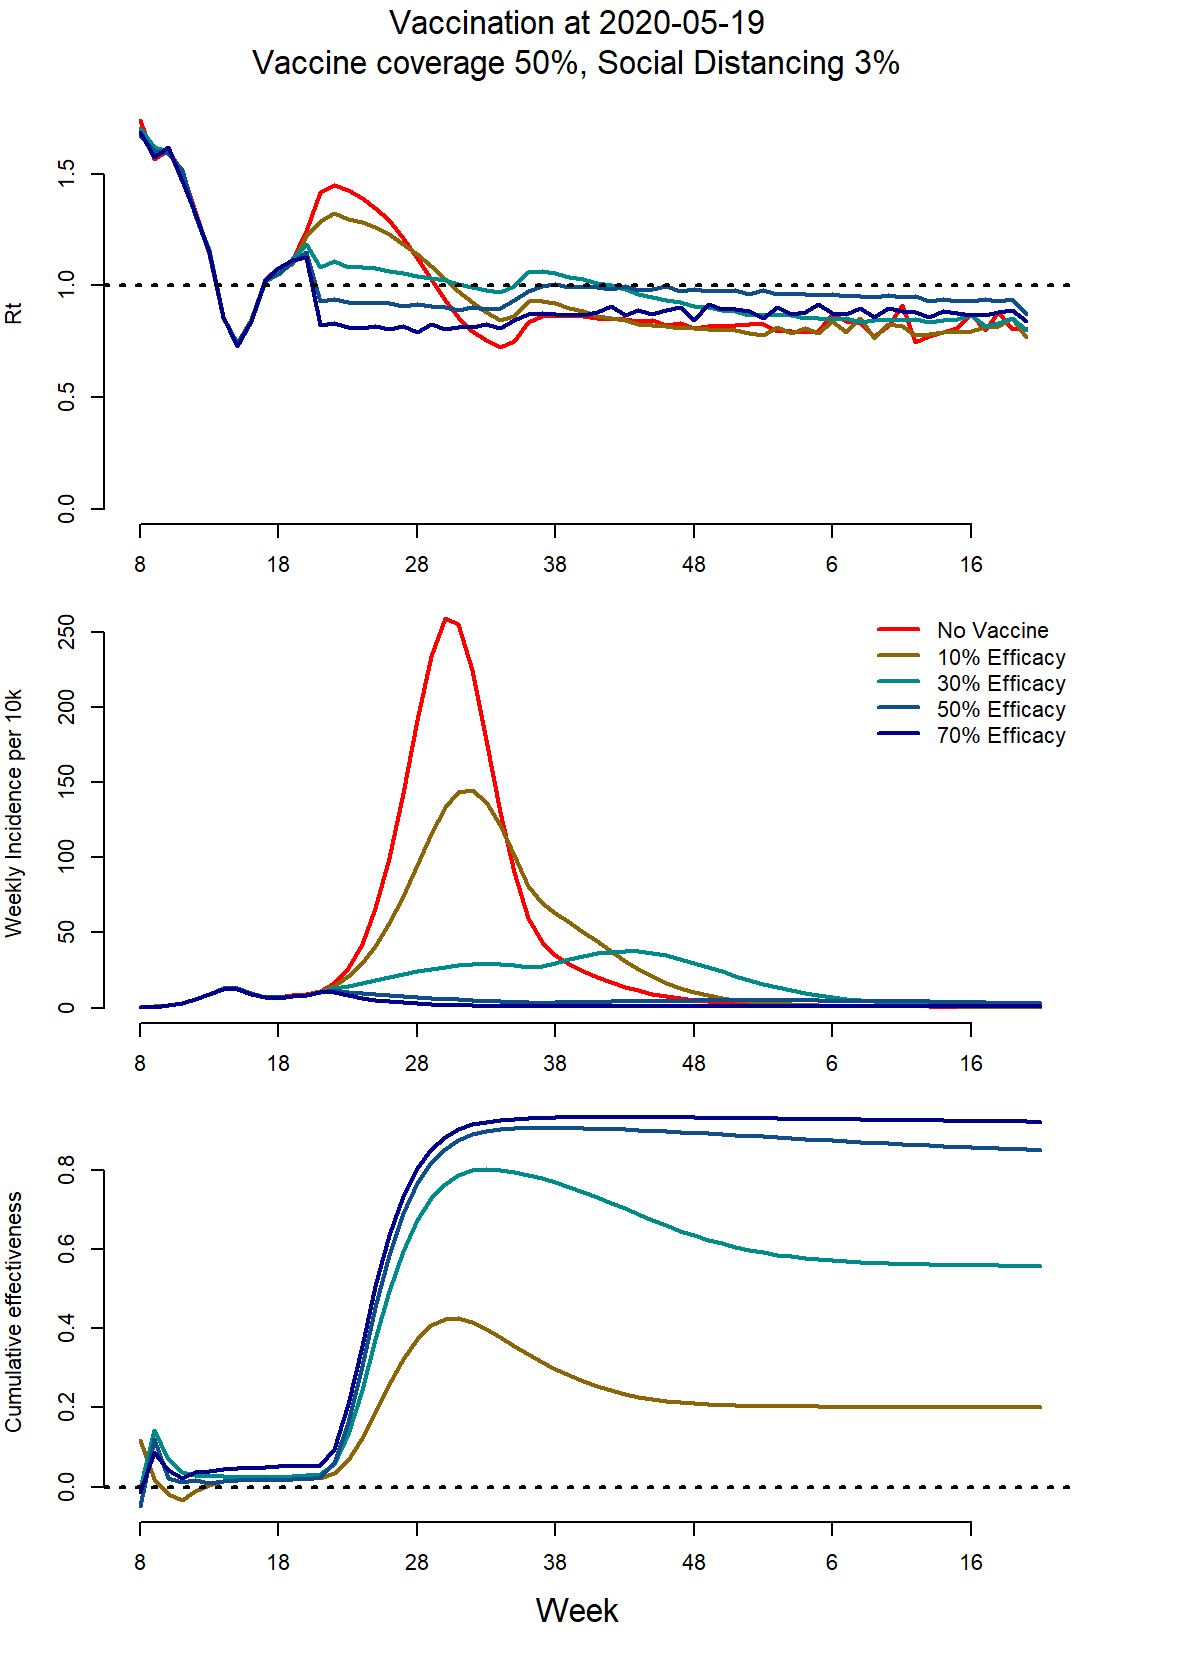 Vaccination at 2020-05-19
Vaccine coverage 50%, Social Distancing 3%
Rt
1.5
1.0
0.5
0.0
8 18 28 38 48 6 16
Weekly Incidence per 10k
250
200
150
100
50
0
No Vaccine
10% Efficacy
30% Efficacy
50% Efficacy
70% Efficacy
8 18 28 38 48 6 16
Cumulative effectiveness
0.8
0.6
0.4
0.2
0.0
8 18 28 38 48 6 16
Week